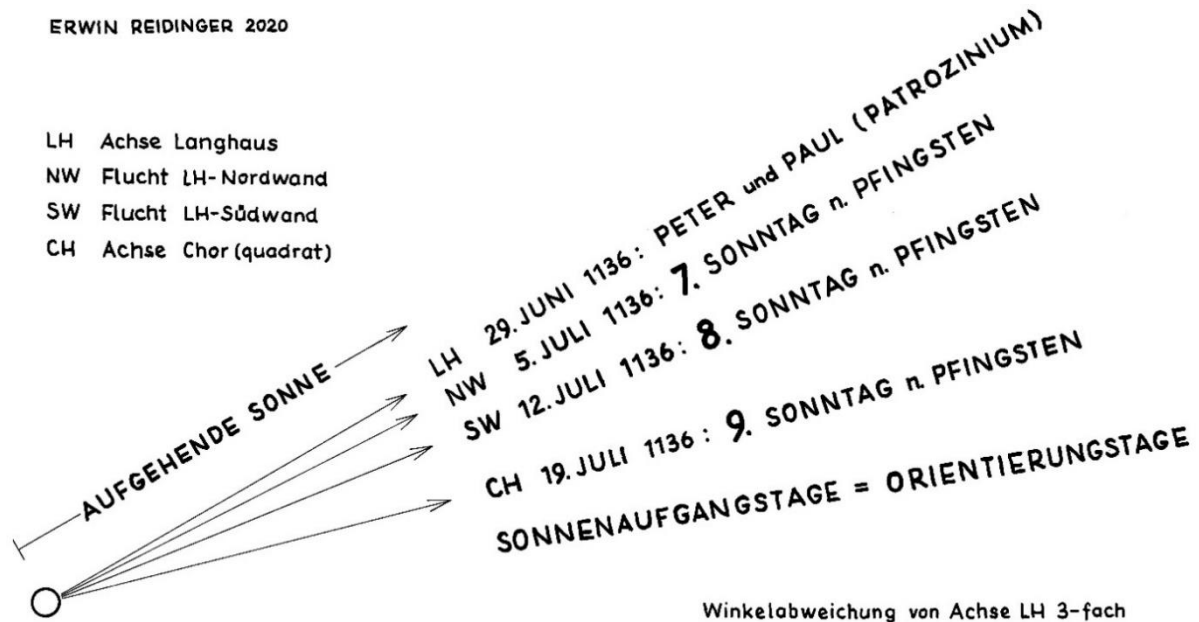 ERWIN REIDINGER 2020
LH Achse Langhaus
NW Flucht LH-Nordwand
SW Flucht LH-Südwand
CH Achse Chor (quadrat)
AUFGEHENDE SONNE
LH 29. JUNI 1136: PETER und PAUL (PATROZINIUM)
NW 5. JULI 1136: 7. SONNTAG n. PFINGSTEN
SW 12. JULI 1136: 8. SONNTAG n. PFINGSTEN
CH 19. JULI 1136: 9. SONNTAG n. PFINGSTEN
SONNENAUFGANGSTAGE = ORIENTIERUNGSTAGE
Winkelabweichung von Achse LH 3-fach